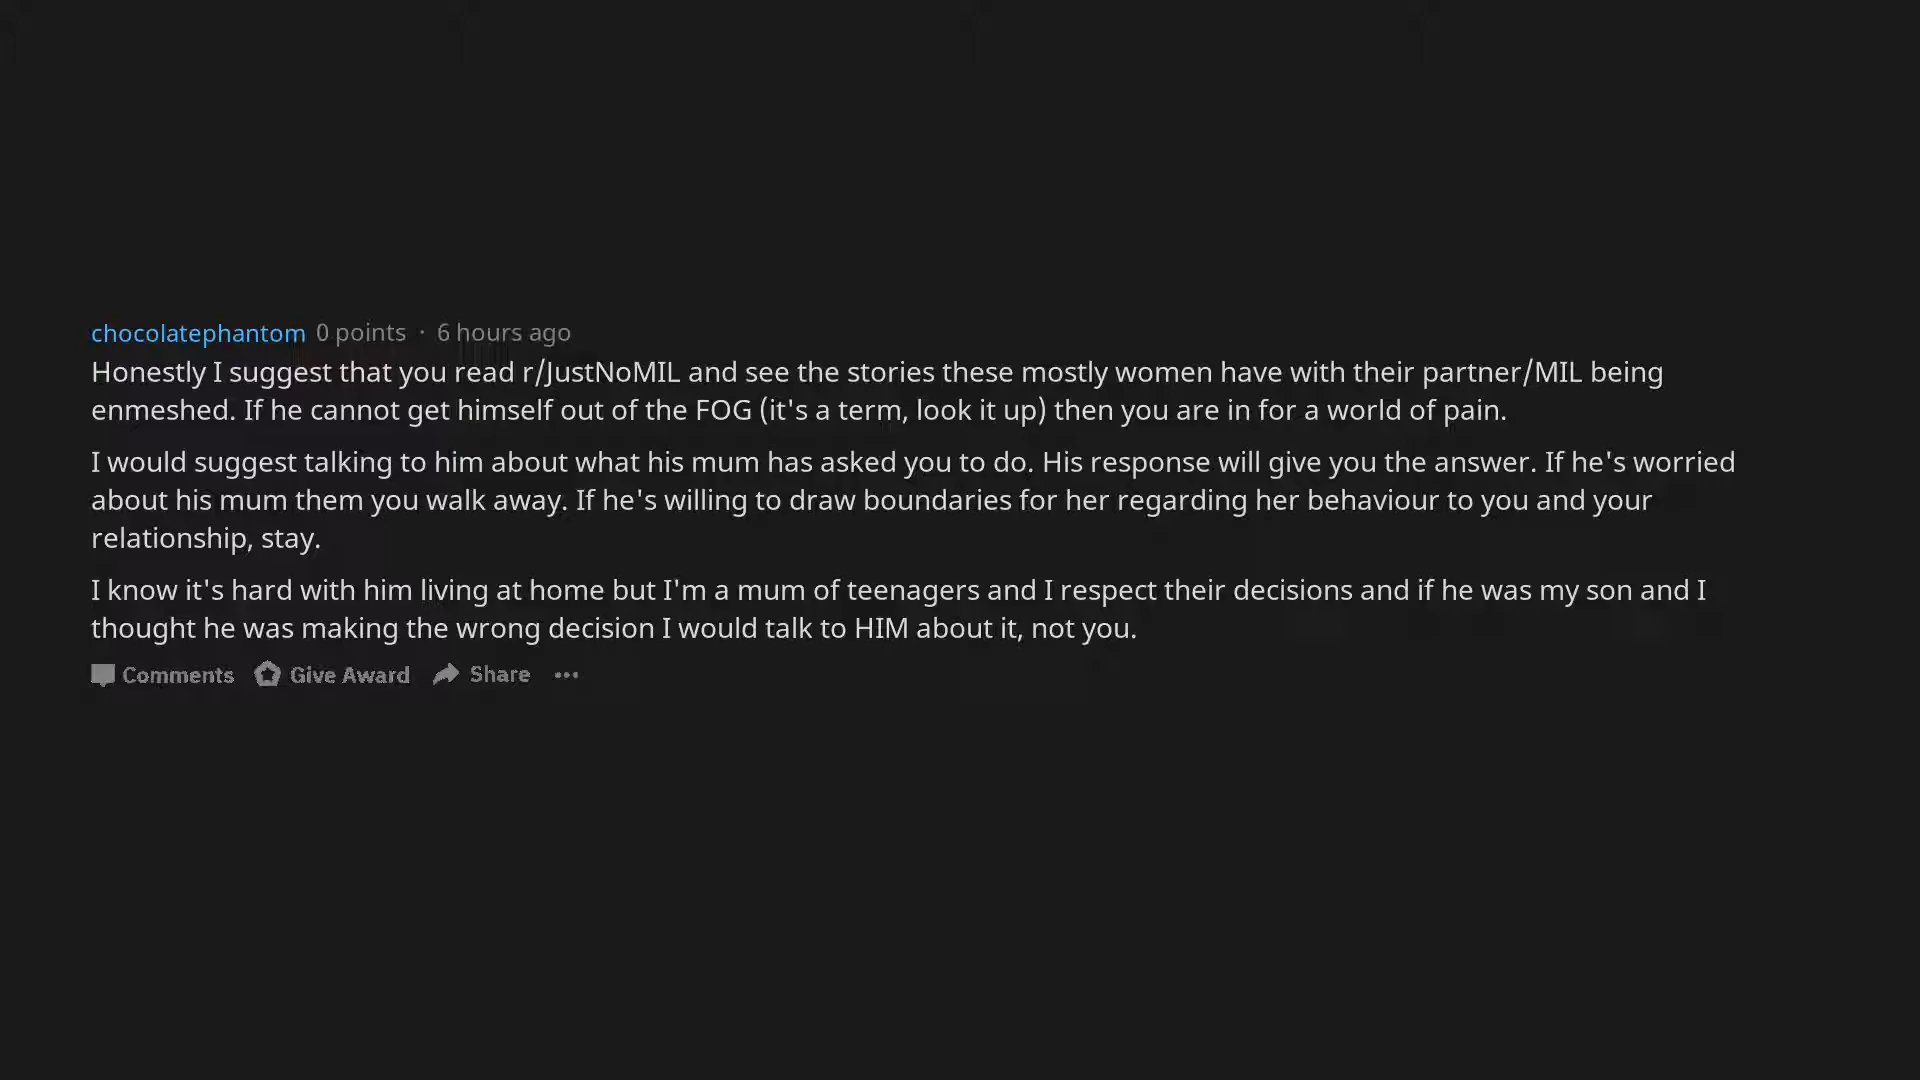 chocolatephantom 0 points · 6 hours ago
Honestly I suggest that you read r/JustNoMIL and see the stories these mostly women have with their partner/MIL being
enmeshed. If he cannot get himself out of the FOG (it's a term, look it up) then you are in for a world of pain.
I would suggest talking to him about what his mum has asked you to do. His response will give you the answer. If he's worried
about his mum them you walk away. If he's willing to draw boundaries for her regarding her behaviour to you and your
relationship, stay.
I know it's hard with him living at home but I'm a mum of teenagers and I respect their decisions and if he was my son and I
thought he was making the wrong decision I would talk to HIM about it, not you.
Comments Give Award Share ···